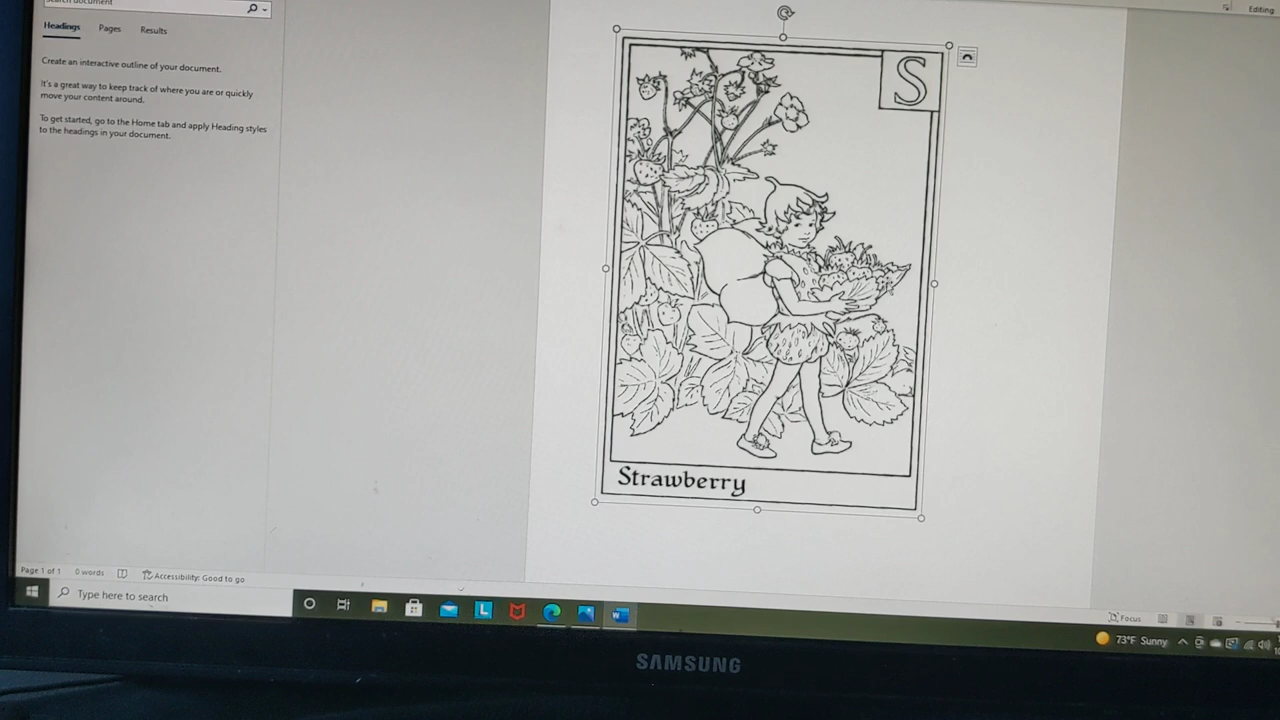 Editing
Headings Pages Results
Create an interactive outline of your document.
It's a great way to keep track of where you are or quickly
move your content around.
To get started, go to the Home tab and apply Heading styles
to the headings in your document.
S
Strawberry
Page 1 of 1 0 words Accessibility: Good to go
Focus
Type here to search
L
W
73°F Sunny
SAMSUNG